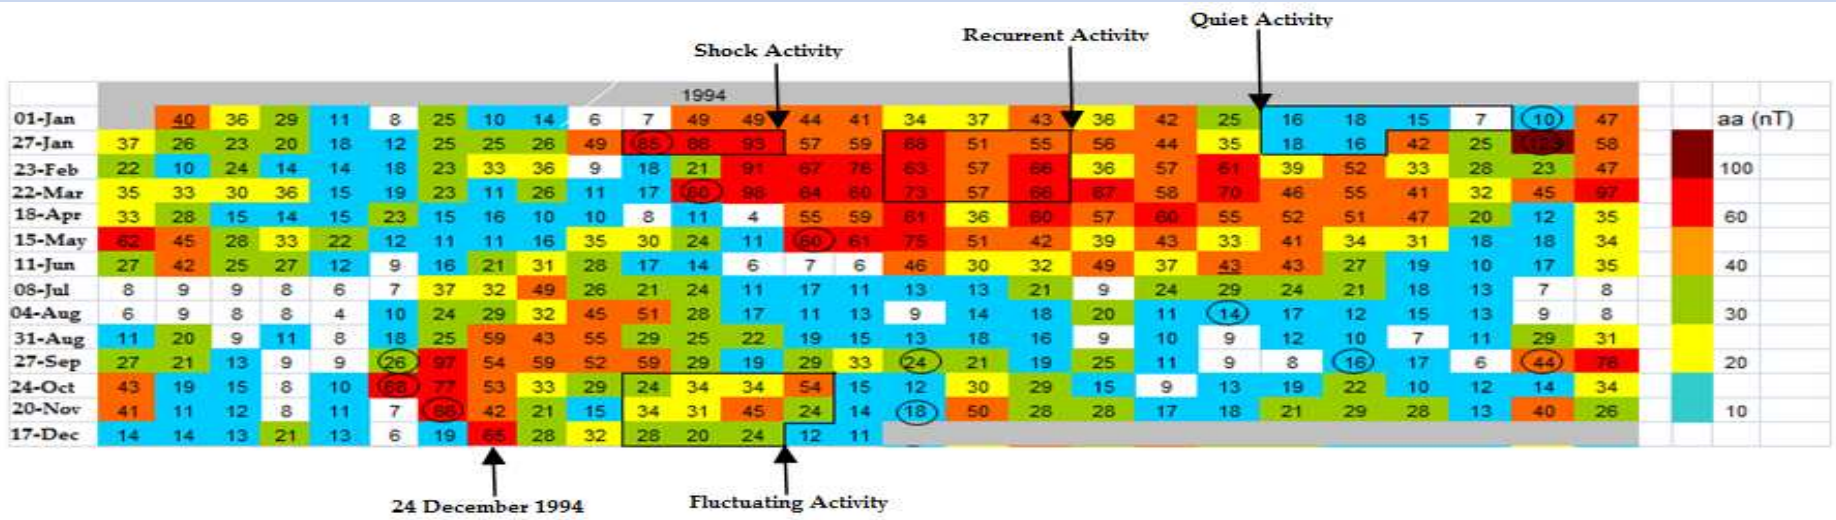 Quiet Activity
Recurrent Activity
Shock Activity
1994
01-Jan 40 36 29 11 8 25 10 14 6 7 49 49 44 41 34 37 43 36 42 25 16 18 15 7 10 47 aa (nT)
27-Jan 37 26 23 20 18 12 25 25 26 49 93 57 59 68 51 55 56 44 35 18 16 42 25 58
23-Feb 22 10 24 14 14 18 23 33 36 9 18 21 91 67 76 63 57 66 36 57 61 39 52 33 28 23 47 100
22-Mar 35 33 30 36 15 19 23 11 26 11 17 60 98 64 60 73 57 66 67 58 70 46 55 41 32 45 97
18-Apr 33 28 15 14 15 23 15 16 10 10 8 11 4 55 59 61 36 60 57 60 55 52 51 47 20 12 35 60
15-May 62 45 28 33 22 12 11 11 16 35 30 24 11 60 61 75 51 42 39 43 33 41 34 31 18 18 34
11-Jun 27 42 25 27 12 9 16 21 31 28 17 14 6 7 6 46 30 32 49 37 43 43 27 19 10 17 35 40
08-Jul 8 9 9 8 6 7 37 32 49 26 21 24 11 17 11 13 13 21 9 24 29 24 21 18 13 7 8
04-Aug 6 9 8 8 4 10 24 29 32 45 51 28 17 11 13 9 14 18 20 11 14 17 12 15 13 9 8 30
31-Aug 11 20 9 11 8 18 25 59 43 55 29 25 22 19 15 13 18 16 9 10 9 12 10 7 11 29 31
27-Sep 27 21 13 9 9 26 97 54 59 52 59 29 19 29 33 24 21 19 25 11 9 8 16 17 6 44 76 20
24-Oct 43 19 15 8 10 68 77 53 33 29 24 34 34 54 15 12 30 29 15 9 13 19 22 10 12 14 34
20-Nov 41 11 12 8 11 7 42 21 15 34 31 45 24 14 18 50 28 28 17 18 21 29 28 13 40 26 10
17-Dec 14 14 13 21 13 6 19 65 28 32 28 20 24 12 11
24 December 1994
Fluctuating Activity